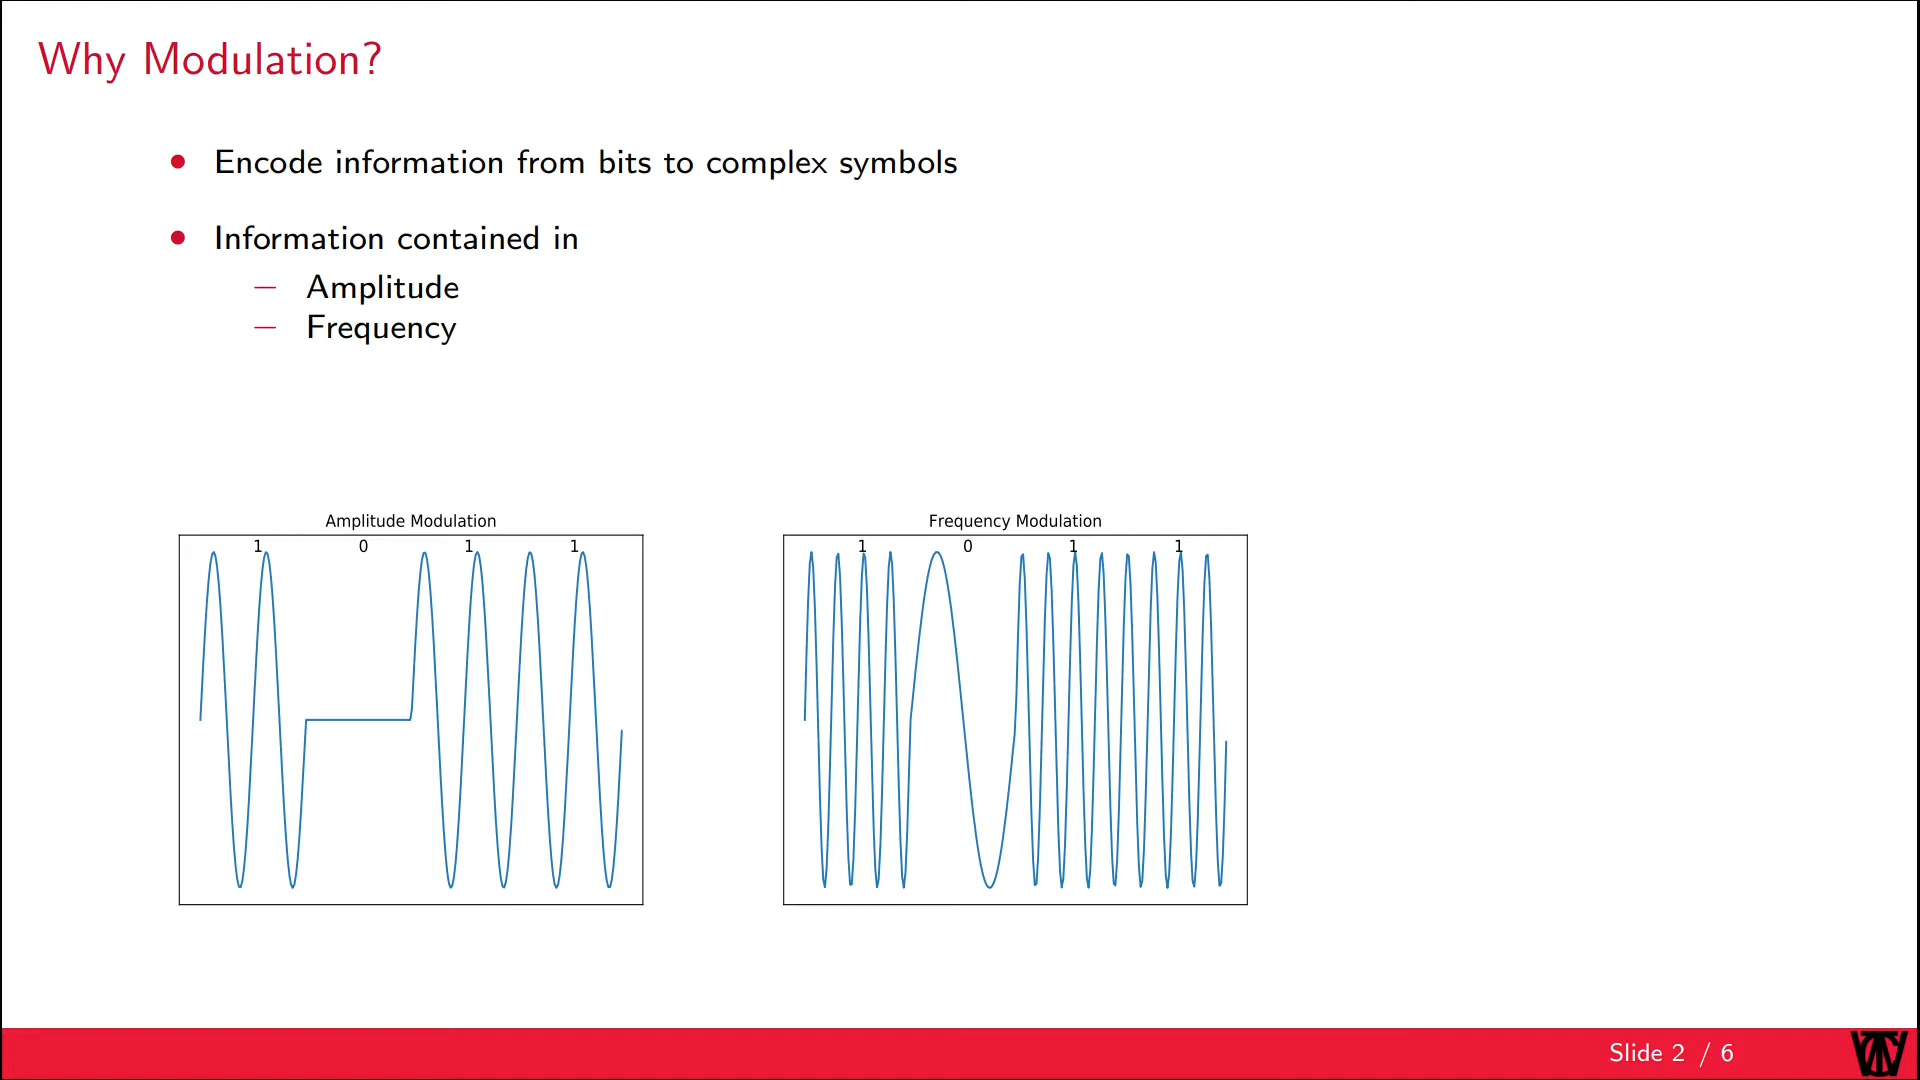 Why Modulation?
• Encode information from bits to complex symbols
• Information contained in
– Amplitude
– Frequency
Amplitude Modulation
1 0 1 1
Frequency Modulation
1 0 1 1
Slide 2 / 6